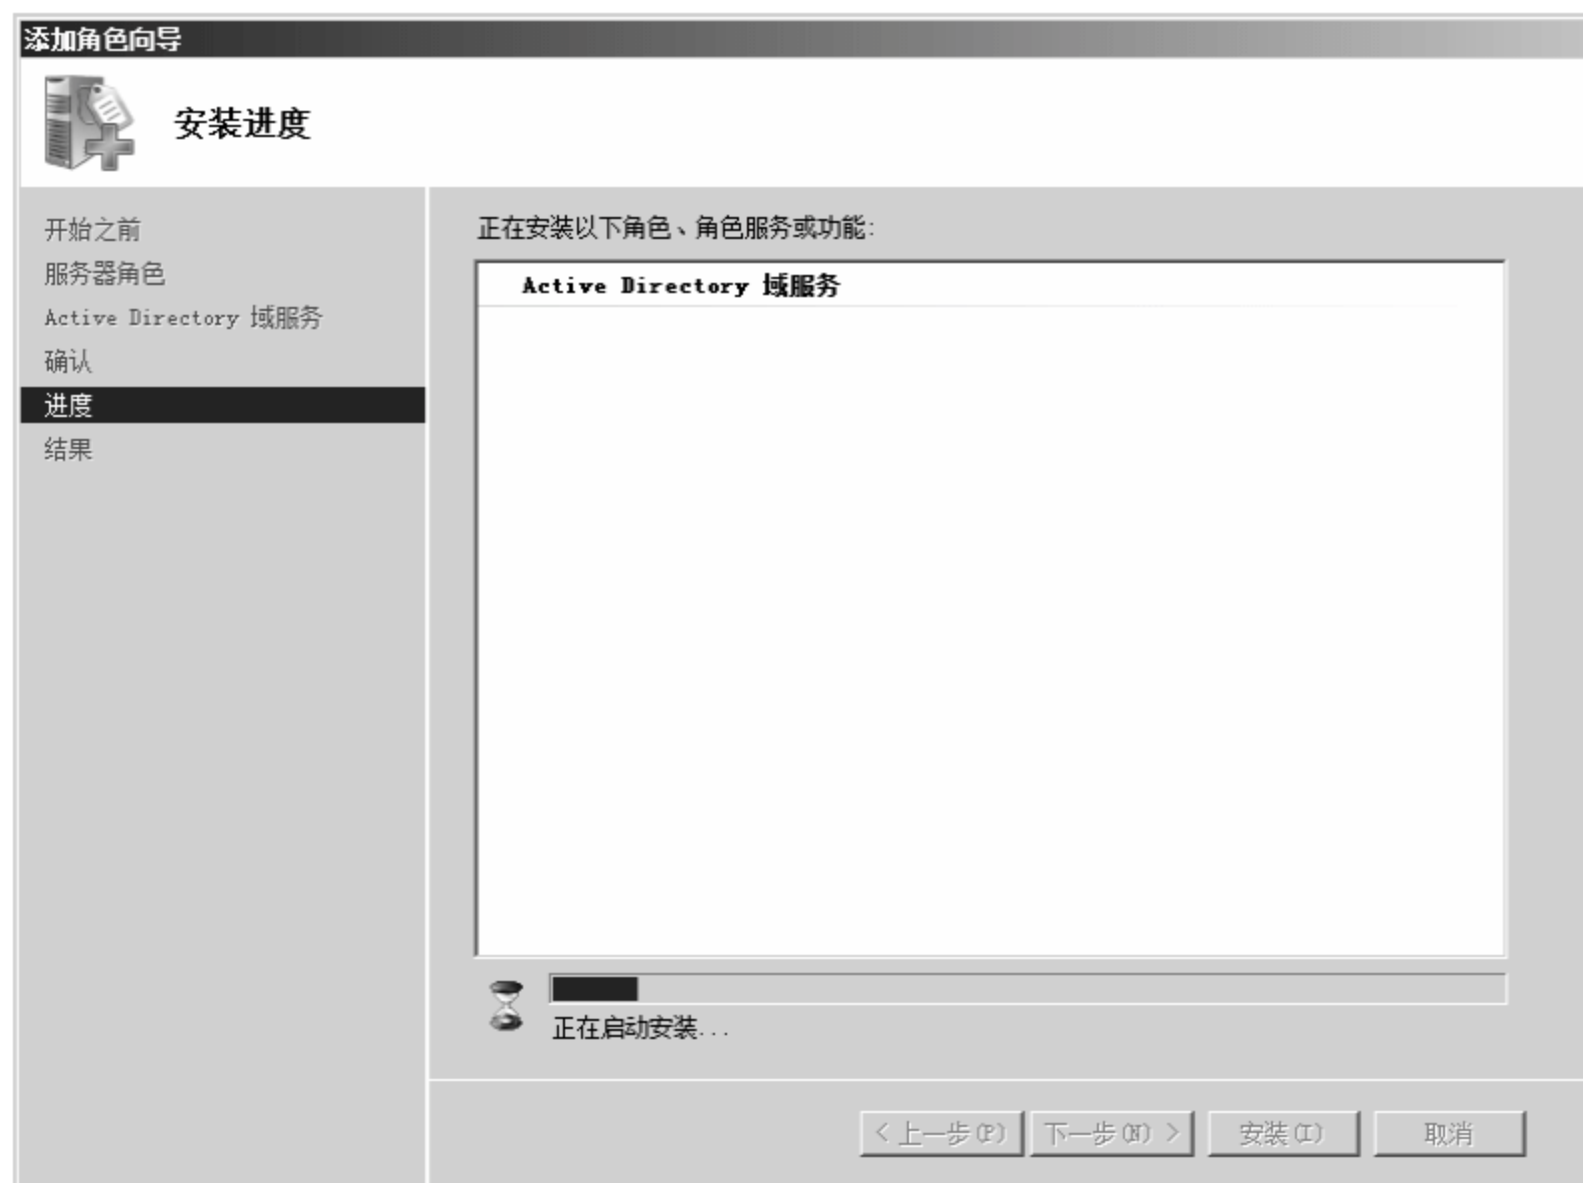 添加角色向导
安装进度
开始之前
服务器角色
Active Directory 域服务
确认
进度
结果
正在安装以下角色、角色服务或功能:
Active Directory 域服务
正在启动安装...
< 上一步(P)
下一步(N) >
安装(I)
取消